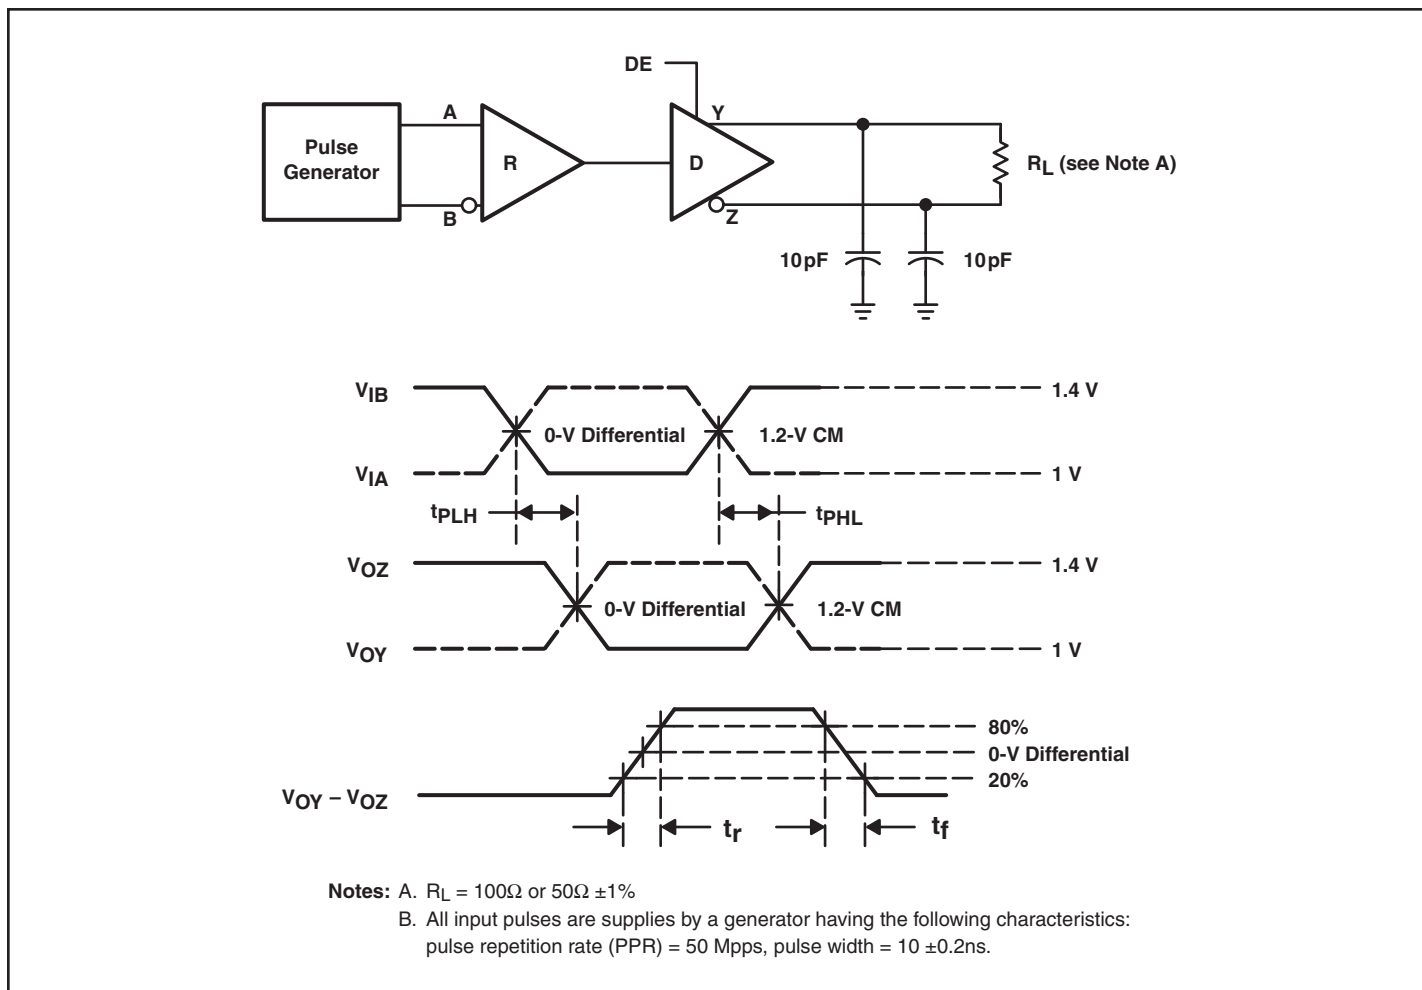 DE
A
Y
Pulse
Generator
R
D
RL (see Note A)
B
Z
10pF
10pF
VIB
1.4 V
0-V Differential
1.2-V CM
VIA
1 V
tPLH
tPHL
VOZ
1.4 V
0-V Differential
1.2-V CM
VOY
1 V
80%
0-V Differential
20%
VOY – VOZ
tr
tf
Notes: A. RL = 100Ω or 50Ω ±1%
B. All input pulses are supplies by a generator having the following characteristics:
pulse repetition rate (PPR) = 50 Mpps, pulse width = 10 ±0.2ns.